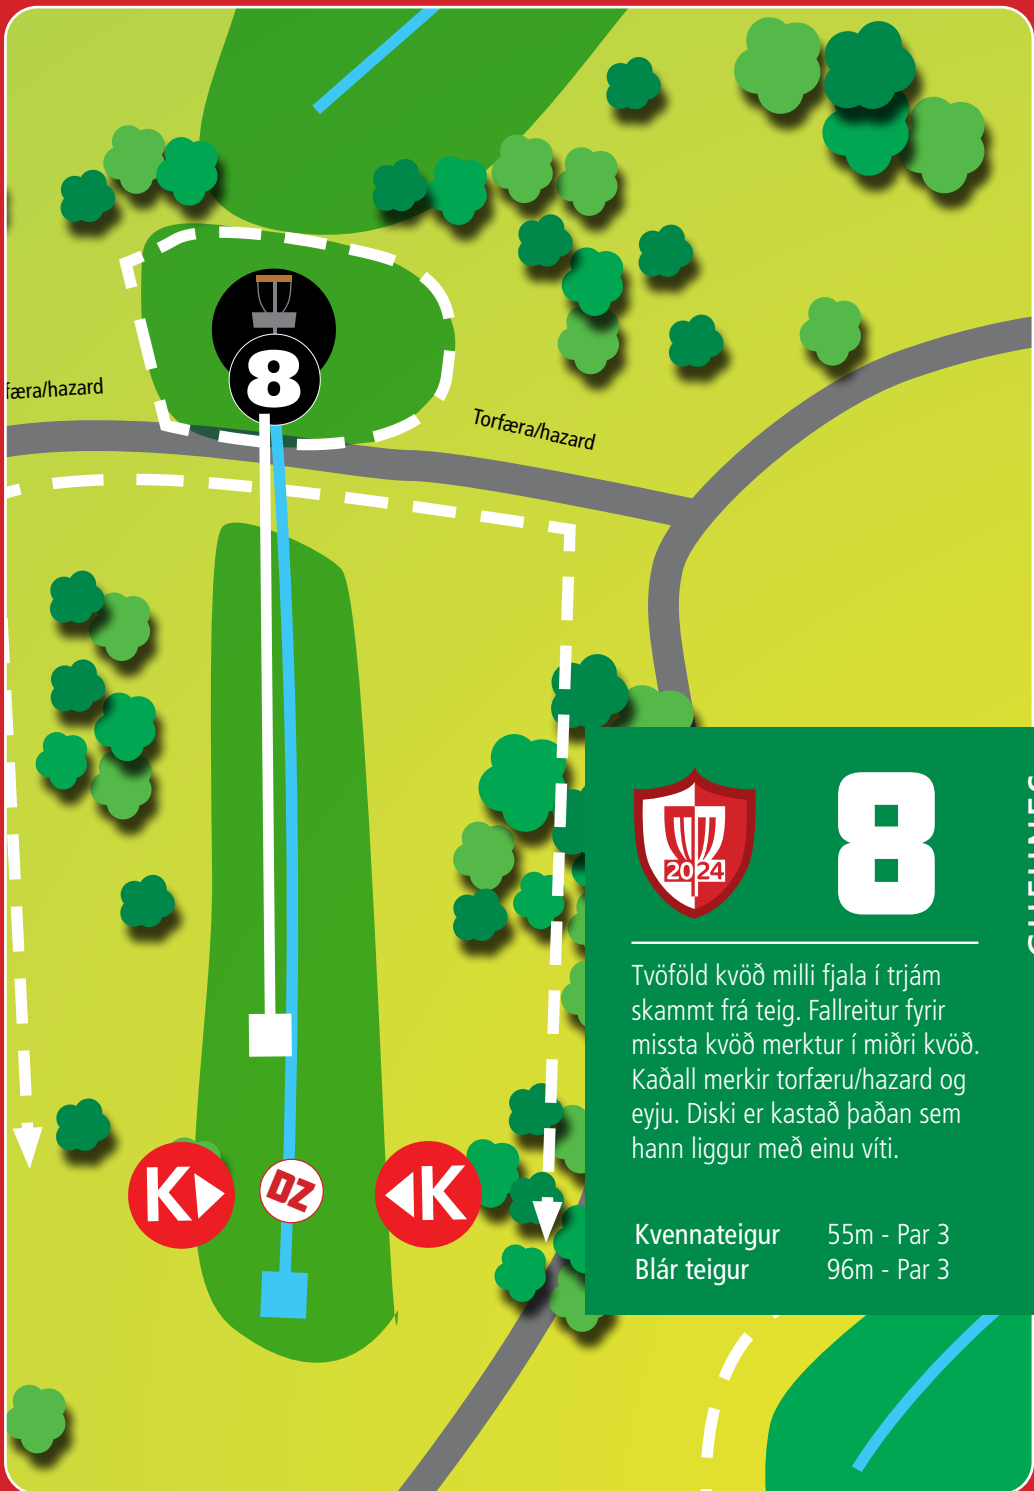 8
færa/hazard
Torfæra/hazard
20 24
8
Tvöföld kvöð milli fjala í trjám
skammt frá teig. Fallreitur fyrir
missta kvöð merktur í miðri kvöð.
Kaðall merkir torfæru/hazard og
eyju. Diski er kastað þaðan sem
hann liggur með einu víti.
K
DZ
K
Kvennateigur 55m - Par 3
Blár teigur 96m - Par 3